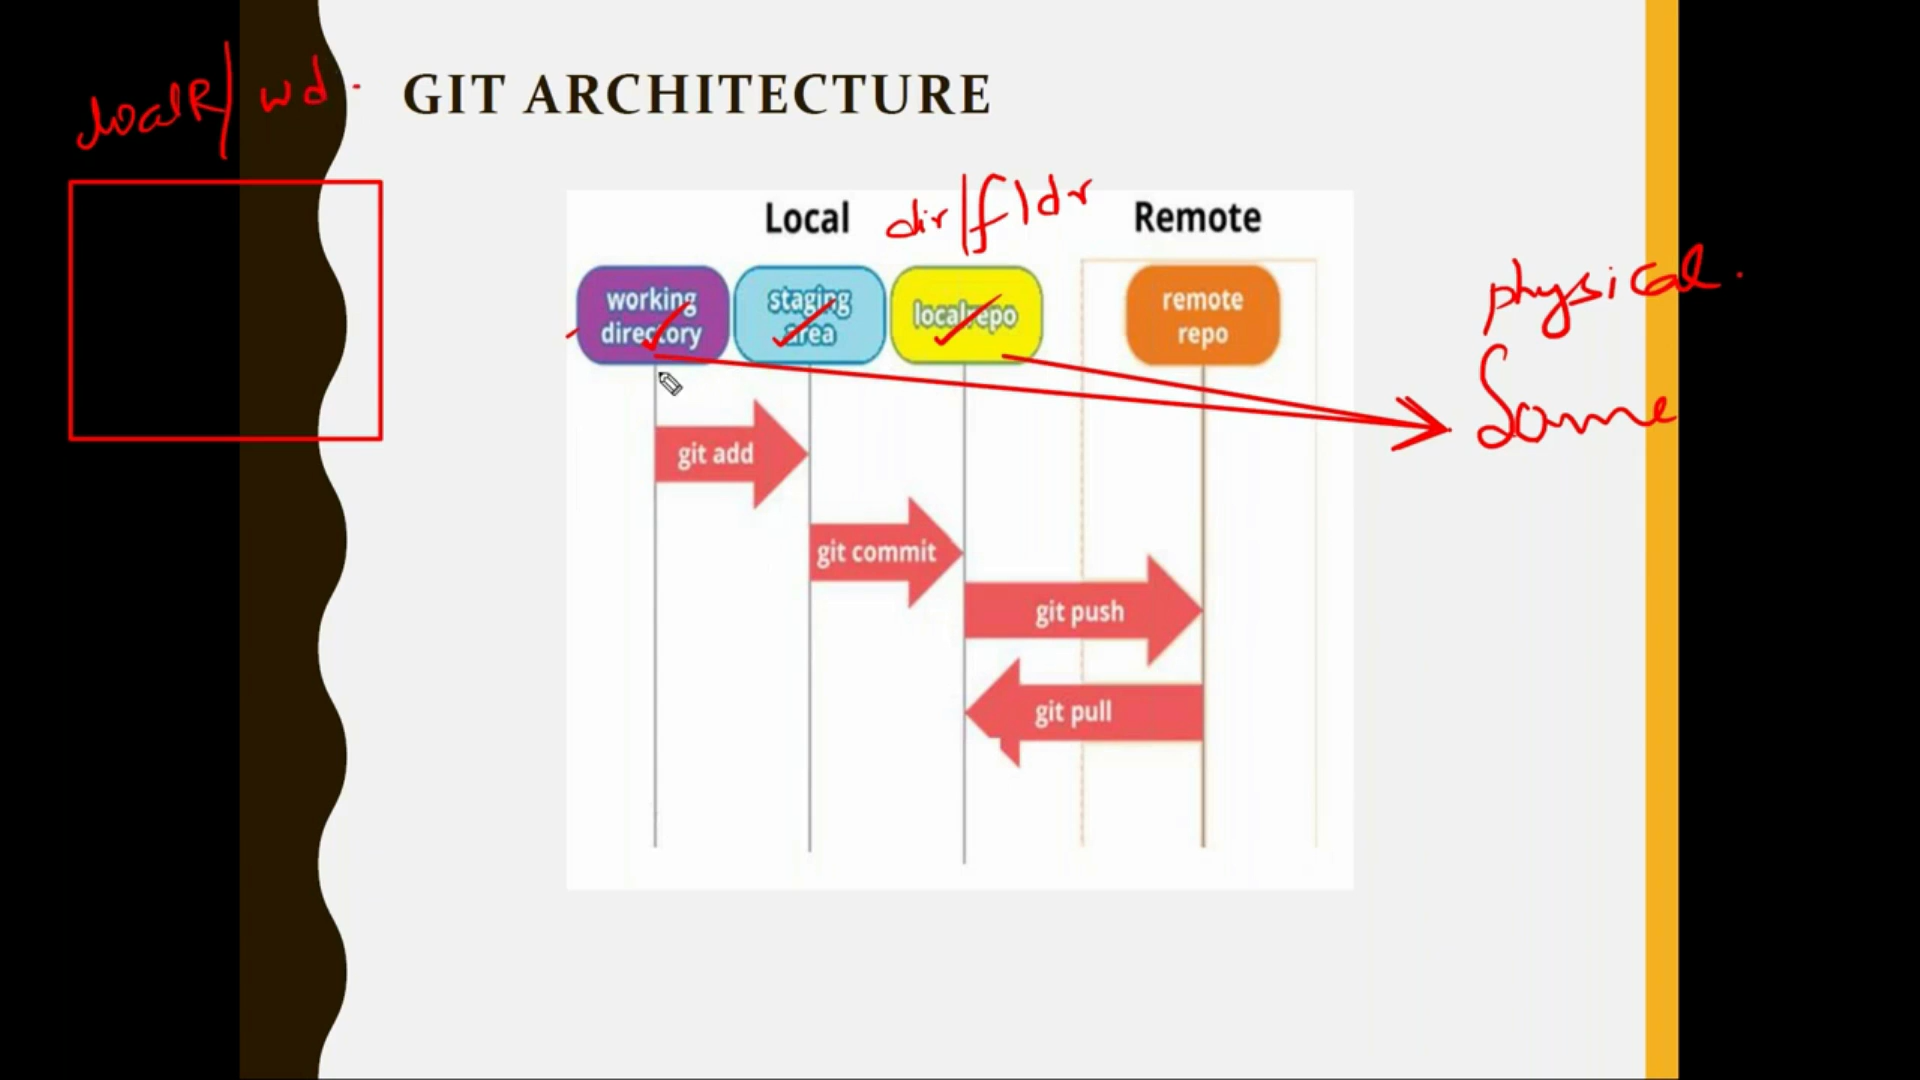 localR/ wd.
GIT ARCHITECTURE
Local
dir/fldr
Remote
working
directory
staging
area
local repo
remote
repo
physical.
Same
git add
git commit
git push
git pull